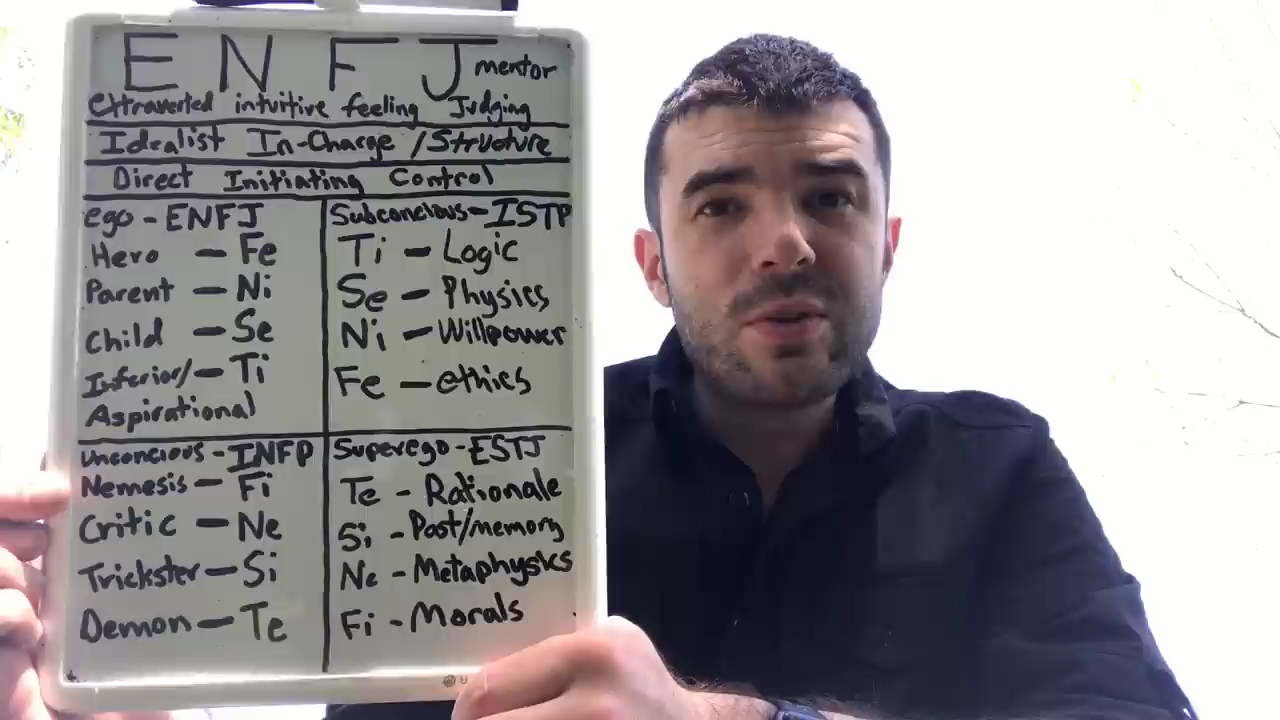 ENFJ mentor
Extraverted intuitive feeling Judging
Idealist In-Charge/Structure
Direct Initiating Control
ego - ENFJ
Hero - Fe
Parent - Ni
Child - Se
Inferior/ - Ti
Aspirational
Subconcious - ISTP
Ti - Logic
Se - Physics
Ni - Willpower
Fe - ethics
Unconcious - INFP
Nemesis - Fi
Critic - Ne
Trickster - Si
Demon - Te
Superego - ESTJ
Te - Rationale
Si - Past/memory
Ne - Metaphysics
Fi - Morals